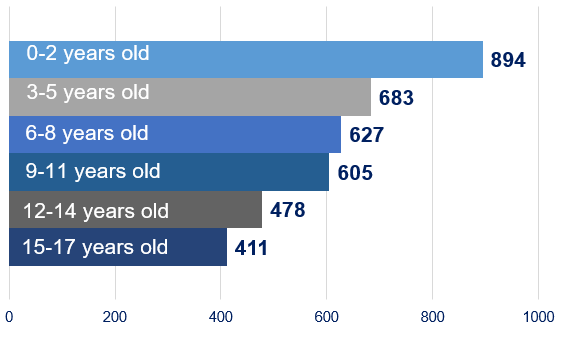 0-2 years old 894
3-5 years old 683
6-8 years old 627
9-11 years old 605
12-14 years old 478
15-17 years old 411
0 200 400 600 800 1000